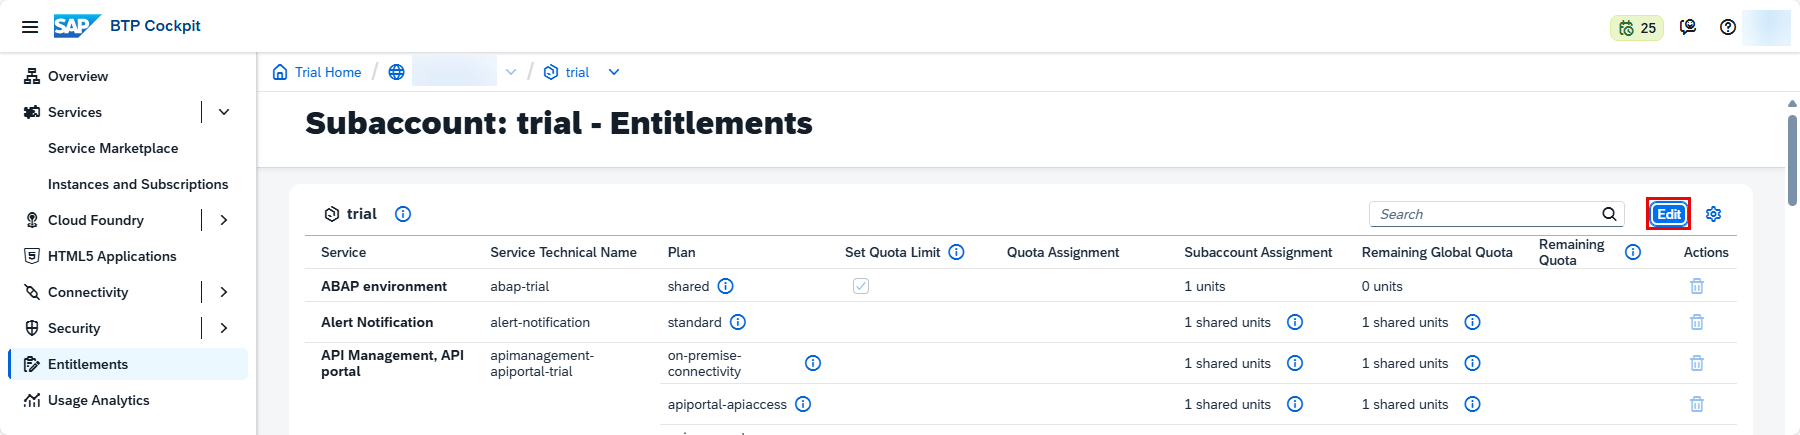 SAP BTP Cockpit
25
Overview
Services
Service Marketplace
Instances and Subscriptions
Cloud Foundry
HTML5 Applications
Connectivity
Security
Entitlements
Usage Analytics
Trial Home / / trial
Subaccount: trial - Entitlements
trial
Search
Edit
Service Service Technical Name Plan Set Quota Limit Quota Assignment Subaccount Assignment Remaining Global Quota Remaining Quota Actions
ABAP environment abap-trial shared 1 units 0 units
Alert Notification alert-notification standard 1 shared units 1 shared units
API Management, API portal apimanagement-apiportal-trial on-premise-connectivity 1 shared units 1 shared units
apiportal-apiaccess 1 shared units 1 shared units